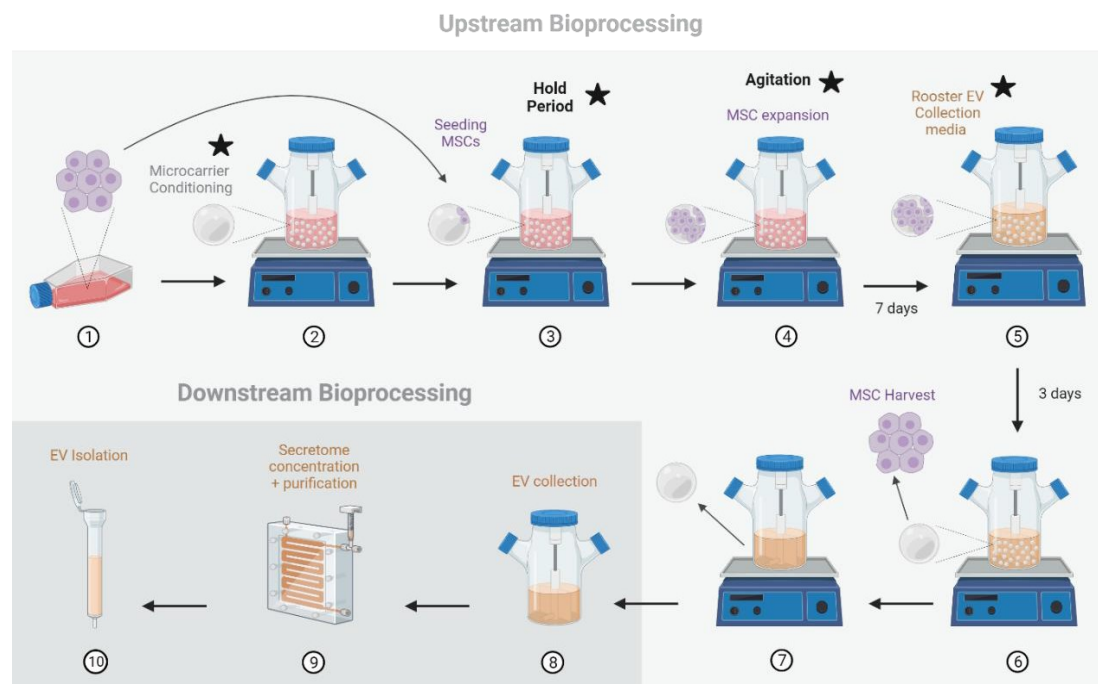 Upstream Bioprocessing
Microcarrier
Conditioning
Seeding
MSCs
Hold
Period
Agitation
MSC expansion
Rooster EV
Collection
media
7 days
1
2
3
4
5
3 days
Downstream Bioprocessing
EV Isolation
Secretome
concentration
+ purification
EV collection
MSC Harvest
10
9
8
7
6